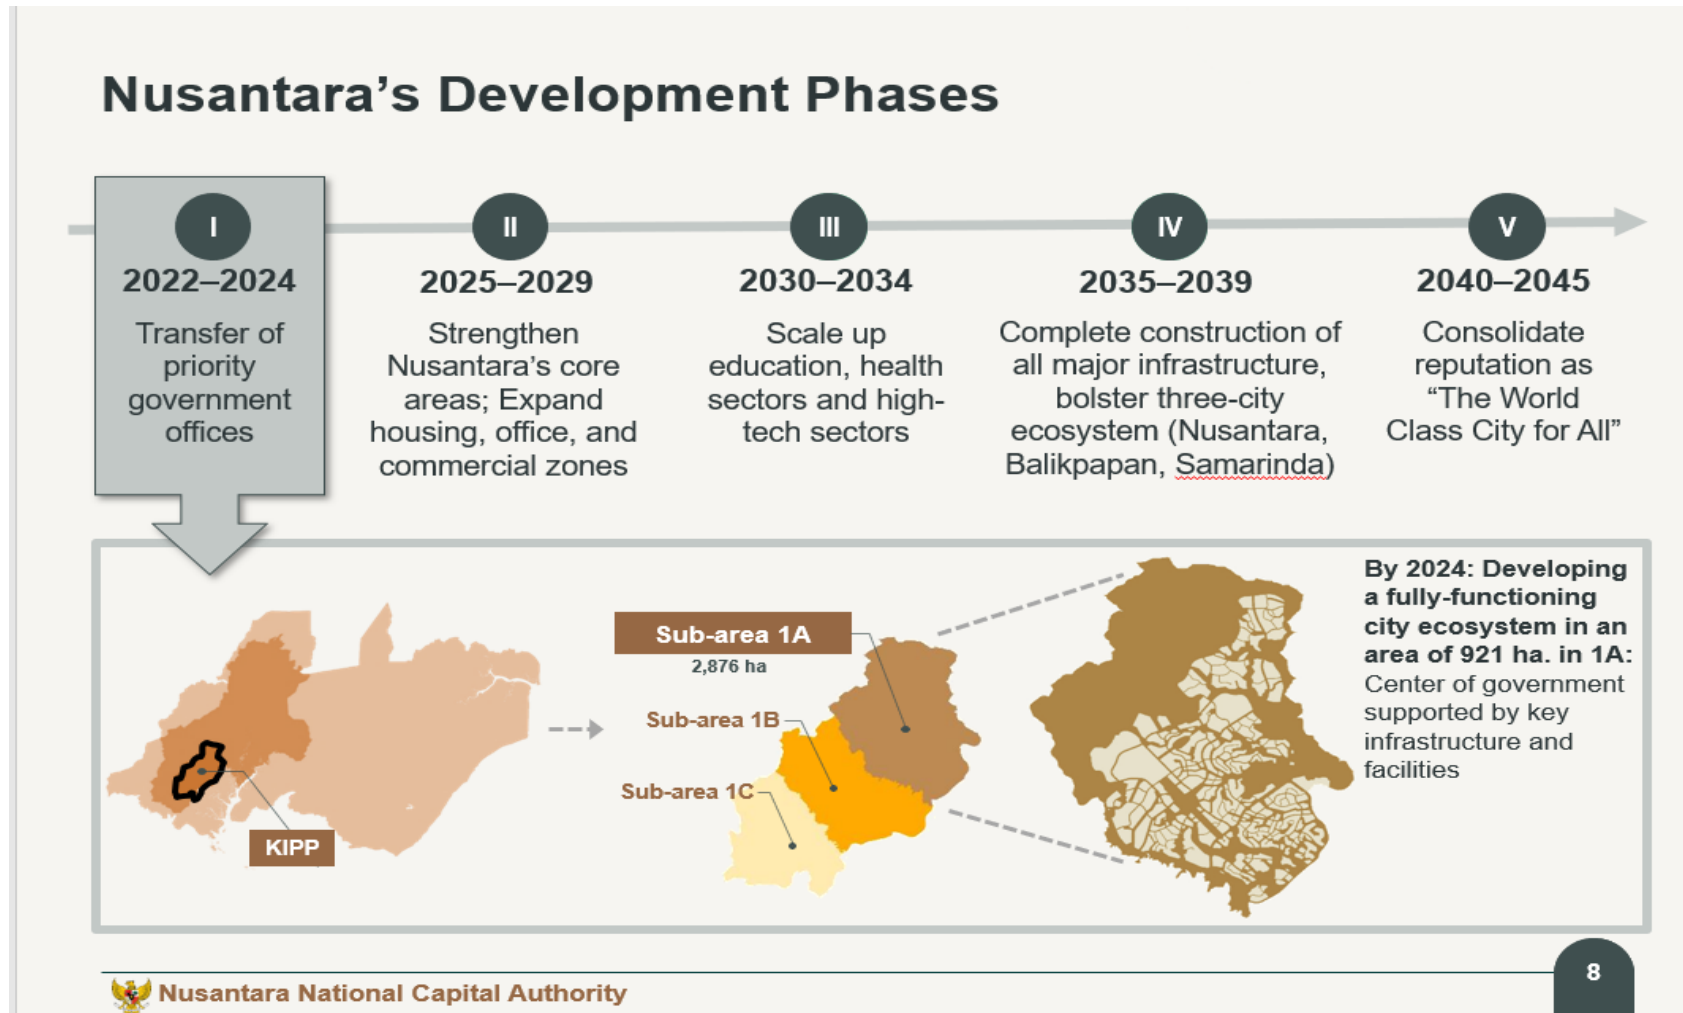 Nusantara’s Development Phases
I
2022–2024
Transfer of
priority
government
offices
II
2025–2029
Strengthen
Nusantara’s core
areas; Expand
housing, office, and
commercial zones
III
2030–2034
Scale up
education, health
sectors and high-
tech sectors
IV
2035–2039
Complete construction of
all major infrastructure,
bolster three-city
ecosystem (Nusantara,
Balikpapan, Samarinda)
V
2040–2045
Consolidate
reputation as
“The World
Class City for All”
KIPP
Sub-area 1A
2,876 ha
Sub-area 1B
Sub-area 1C
By 2024: Developing
a fully-functioning
city ecosystem in an
area of 921 ha. in 1A:
Center of government
supported by key
infrastructure and
facilities
Nusantara National Capital Authority
8